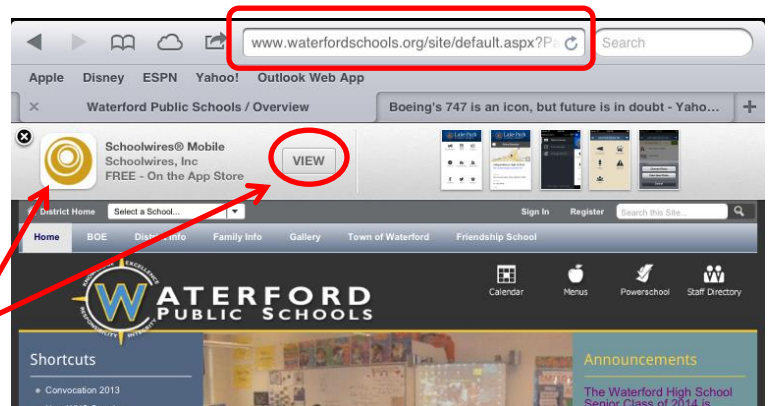 www.waterfordschools.org/site/default.aspx?Pa
Search
Apple Disney ESPN Yahoo! Outlook Web App
Waterford Public Schools / Overview
Boeing's 747 is an icon, but future is in doubt - Yaho...
Schoolwires® Mobile
Schoolwires, Inc
FREE - On the App Store
VIEW
District Home Select a School... Sign In Register Search this Site...
Home BOE District Info Family Info Gallery Town of Waterford Friendship School
WATERFORD
PUBLIC SCHOOLS
Calendar Menus Powerschool Staff Directory
Shortcuts
Convocation 2013
Announcements
The Waterford High School
Senior Class of 2014 is